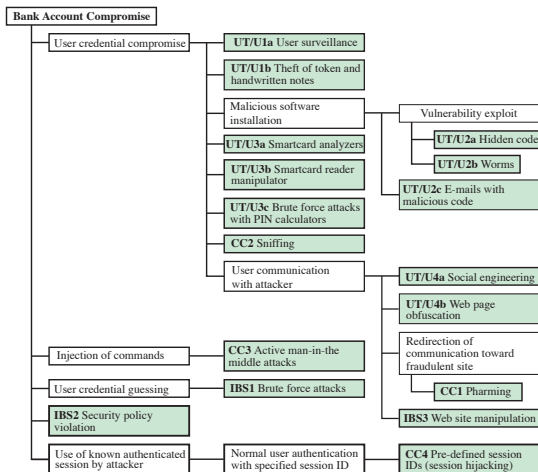 Bank Account Compromise
User credential compromise
UT/U1a User surveillance
UT/U1b Theft of token and
handwritten notes
Malicious software
installation
Vulnerability exploit
UT/U2a Hidden code
UT/U2b Worms
UT/U2c E-mails with
malicious code
UT/U3a Smartcard analyzers
UT/U3b Smartcard reader
manipulator
UT/U3c Brute force attacks
with PIN calculators
CC2 Sniffing
User communication
with attacker
UT/U4a Social engineering
UT/U4b Web page
obfuscation
Redirection of
communication toward
fraudulent site
CC1 Pharming
IBS3 Web site manipulation
Injection of commands
CC3 Active man-in-the
middle attacks
User credential guessing
IBS1 Brute force attacks
IBS2 Security policy
violation
Use of known authenticated
session by attacker
Normal user authentication
with specified session ID
CC4 Pre-defined session
IDs (session hijacking)